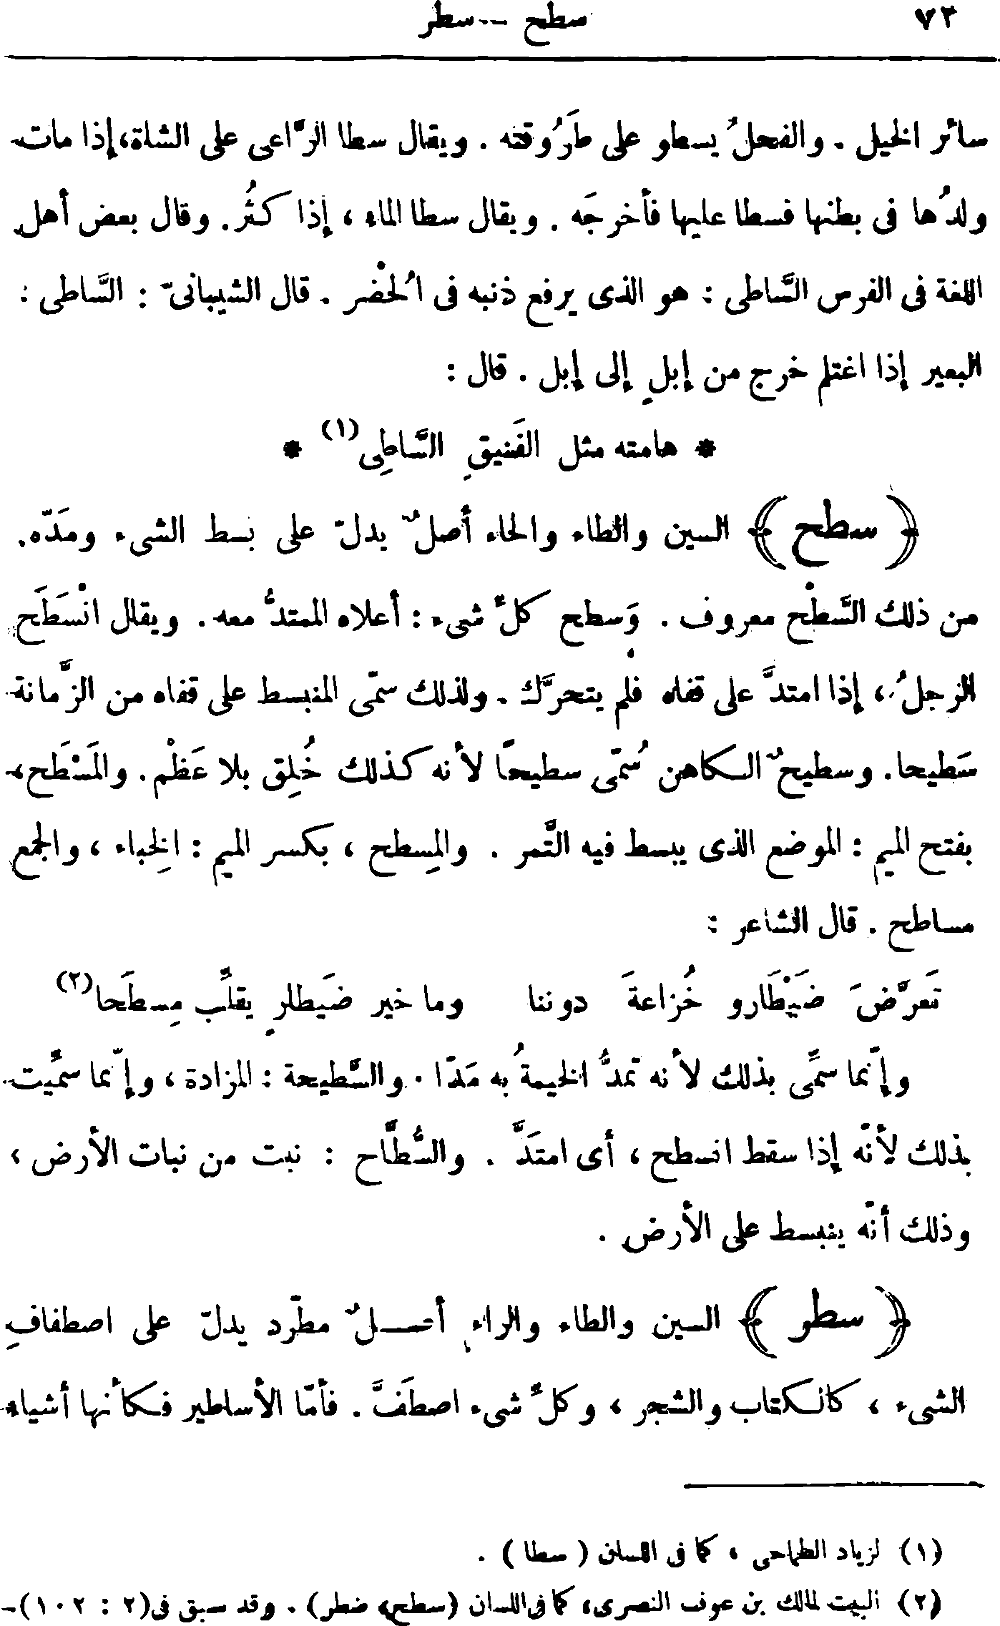 ٧٢ سطح -- سطر
سائر الخيل . والفحلُ يسطو على طَرُوقته . ويقال سطا الرَّاعى على الشاة، إذا مات
ولدُها فى بطنها فسطا عليها فأخرجَه . ويقال سطا الماء ، إذا كثُر . وقال بعض أهل
اللغة فى الفرس السَّاطى : هو الذى يرفع ذنبه فى الحُضْر . قال الشيبانىّ : السَّاطى :
البعير إذا اغتلم خرج من إبلٍ إلى إبل . قال :
* هامته مثل الفَنيقِ السَّاطِى (١) *
﴿ سطح ﴾ السين والطاء والحاء أصلٌ يدلّ على بسط الشىء ومَدّه.
من ذلك السَّطْح معروف . وَسطح كلِّ شىء : أعلاه الممتدُّ معه . ويقال انْسَطَح
الرجلُ ، إذا امتدَّ على قفاه فلم يتحرَّك . ولذلك سمّى المنبسط على قفاه من الزَّمانة
سَطيحا. وسطيحٌ الكاهن سُمّى سطيحًا لأنه كذلك خُلِق بلا عَظْم. والمَسْطَح،
بفتح الميم : الموضع الذى يبسط فيه التَّمر . والمِسطح ، بكسر الميم : الخِباء ، والجمع
مساطح . قال الشاعر :
تَعرَّضَ ضَيْطَارو خُزاعةَ دوننا وما خير ضَيطارٍ يقلِّب مِسطَحا (٢)
وإنّما سمِّى بذلك لأنه تمدُّ الخيمةُ به مَدّا . والسَّطيحة : المزادة ، وإنّما سمِّيت
بذلك لأنّه إذا سقط انسطح ، أى امتَدَّ . والسُّطَّاح : نبت من نبات الأرض ،
وذلك أنّه ينبسط على الأرض .
﴿ سطر ﴾ السين والطاء والراء أصلٌ مطّرد يدلّ على اصطفافِ
الشىء ، كالكتاب والشجر ، وكلُّ شىء اصطَفَّ . فأمّا الأساطير فكأنها أشياء
(١) لزياد الطماحى ، كما فى اللسان ( سطا ) .
(٢) البيت لمالك بن عوف النصرى، كما فى اللسان (سطح، ضطر) . وقد سبق فى (٢ : ١٠٢).